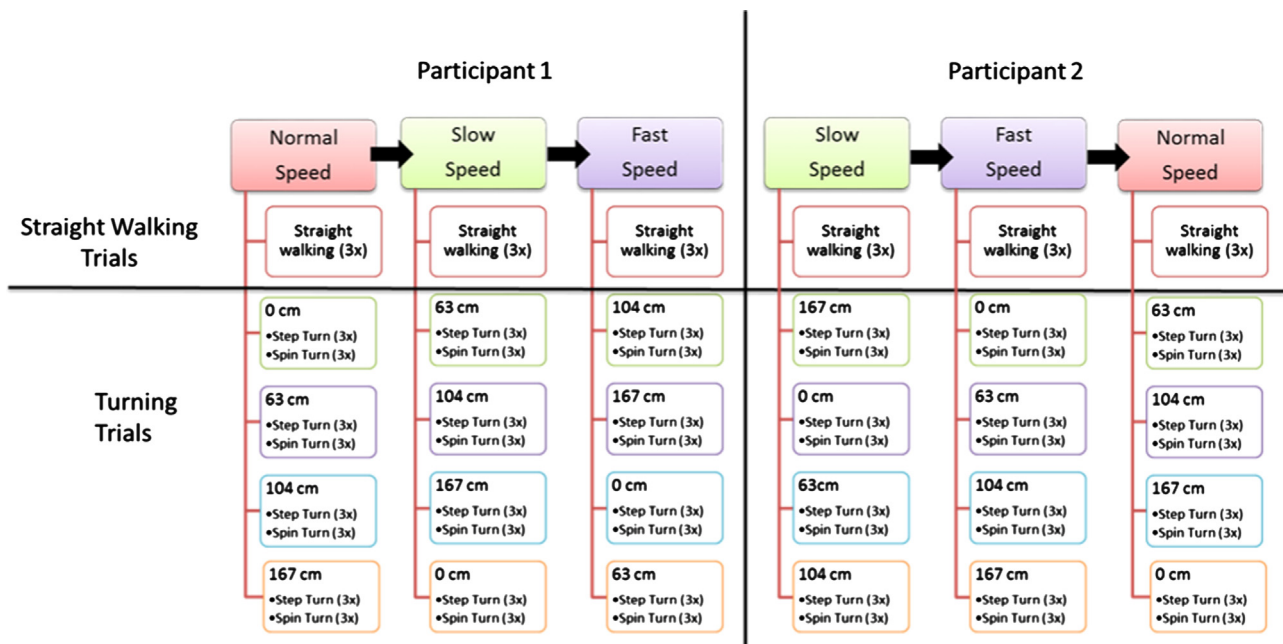 Participant 1
Participant 2
Normal
Speed
Slow
Speed
Fast
Speed
Slow
Speed
Fast
Speed
Normal
Speed
Straight Walking
Trials
Straight
walking (3x)
Straight
walking (3x)
Straight
walking (3x)
Straight
walking (3x)
Straight
walking (3x)
Straight
walking (3x)
Turning
Trials
0 cm
•Step Turn (3x)
•Spin Turn (3x)
63 cm
•Step Turn (3x)
•Spin Turn (3x)
104 cm
•Step Turn (3x)
•Spin Turn (3x)
167 cm
•Step Turn (3x)
•Spin Turn (3x)
0 cm
•Step Turn (3x)
•Spin Turn (3x)
63 cm
•Step Turn (3x)
•Spin Turn (3x)
63 cm
•Step Turn (3x)
•Spin Turn (3x)
104 cm
•Step Turn (3x)
•Spin Turn (3x)
167 cm
•Step Turn (3x)
•Spin Turn (3x)
0 cm
•Step Turn (3x)
•Spin Turn (3x)
63 cm
•Step Turn (3x)
•Spin Turn (3x)
104 cm
•Step Turn (3x)
•Spin Turn (3x)
104 cm
•Step Turn (3x)
•Spin Turn (3x)
167 cm
•Step Turn (3x)
•Spin Turn (3x)
0 cm
•Step Turn (3x)
•Spin Turn (3x)
63cm
•Step Turn (3x)
•Spin Turn (3x)
104 cm
•Step Turn (3x)
•Spin Turn (3x)
167 cm
•Step Turn (3x)
•Spin Turn (3x)
167 cm
•Step Turn (3x)
•Spin Turn (3x)
0 cm
•Step Turn (3x)
•Spin Turn (3x)
63 cm
•Step Turn (3x)
•Spin Turn (3x)
104 cm
•Step Turn (3x)
•Spin Turn (3x)
167 cm
•Step Turn (3x)
•Spin Turn (3x)
0 cm
•Step Turn (3x)
•Spin Turn (3x)